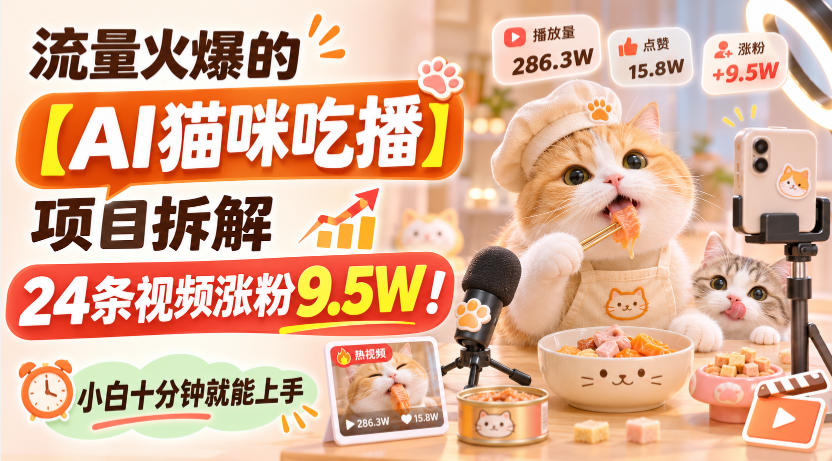 流量火爆的
【AI猫咪吃播】
项目拆解
24条视频涨粉9.5W!
小白十分钟就能上手
播放量
286.3W
点赞
15.8W
涨粉
+9.5W
热视频
286.3W 15.8W